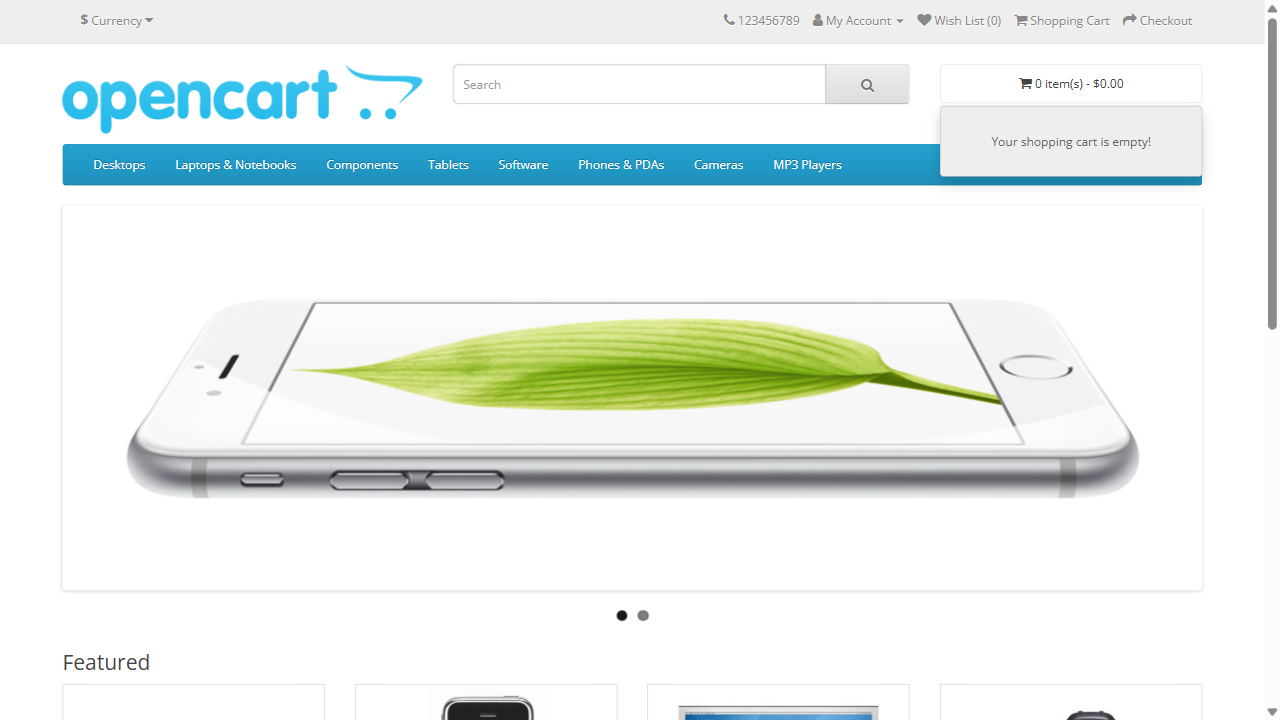 $ Currency
123456789 My Account Wish List (0) Shopping Cart Checkout
opencart
Search
0 item(s) - $0.00
Your shopping cart is empty!
Desktops Laptops & Notebooks Components Tablets Software Phones & PDAs Cameras MP3 Players
Featured